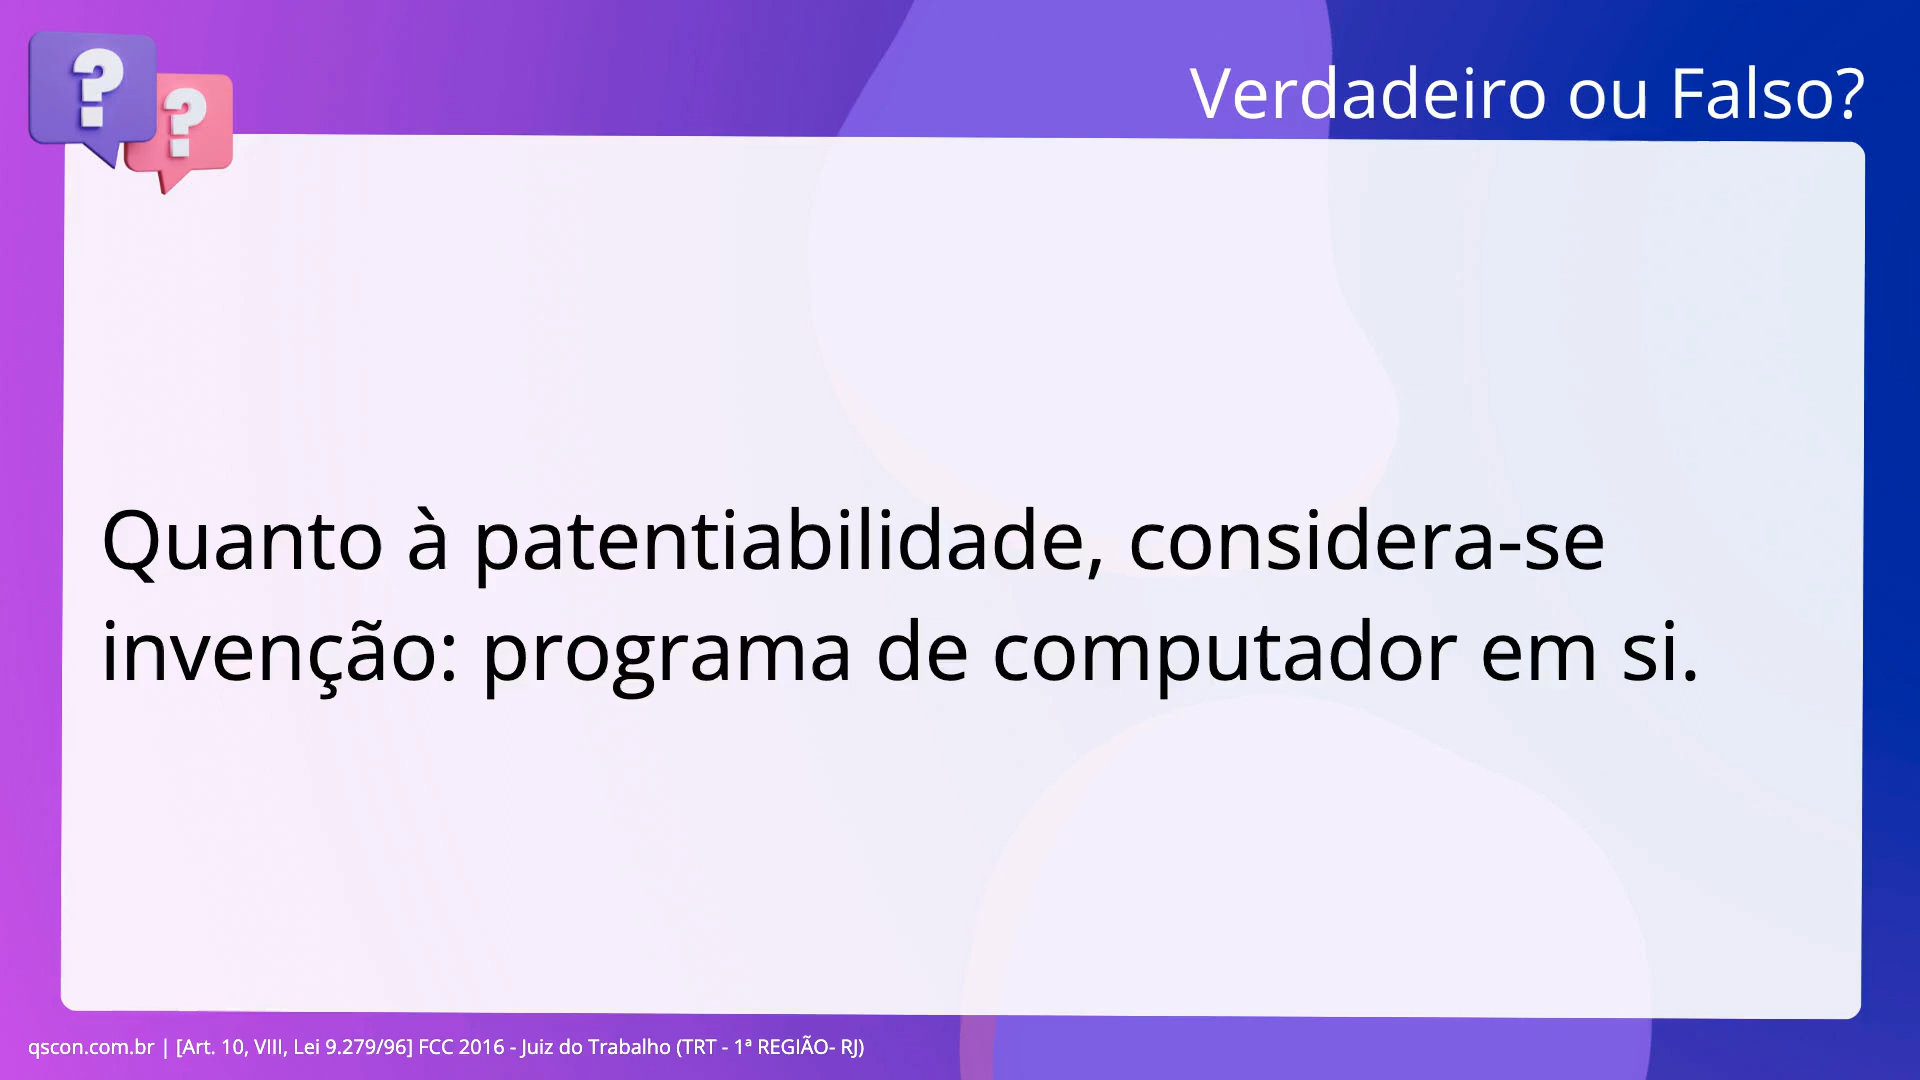 Verdadeiro ou Falso?
Quanto à patentiabilidade, considera-se
invenção: programa de computador em si.
qscon.com.br | [Art. 10, VIII, Lei 9.279/96] FCC 2016 - Juiz do Trabalho (TRT - 1ª REGIÃO- RJ)